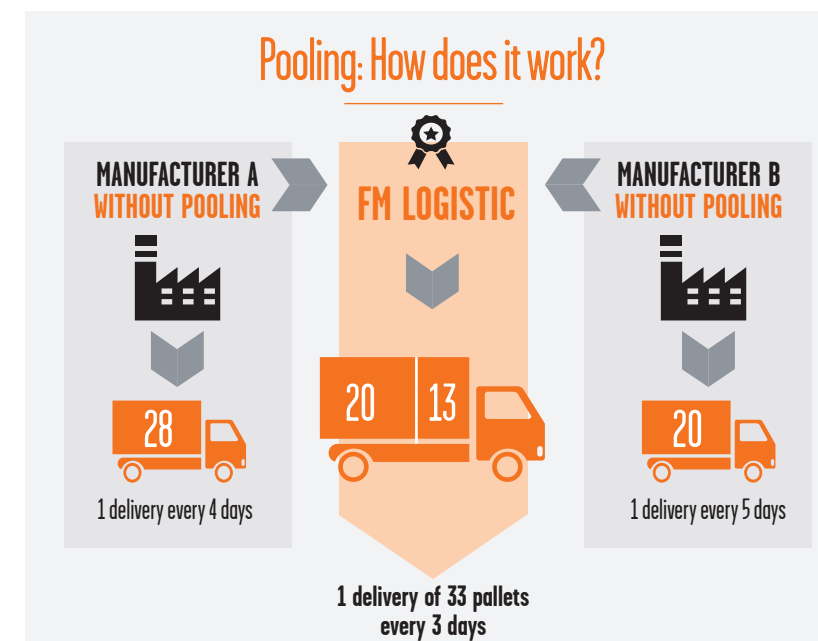 Pooling: How does it work?
MANUFACTURER A
WITHOUT POOLING
28
1 delivery every 4 days
FM LOGISTIC
20 13
1 delivery of 33 pallets
every 3 days
MANUFACTURER B
WITHOUT POOLING
20
1 delivery every 5 days